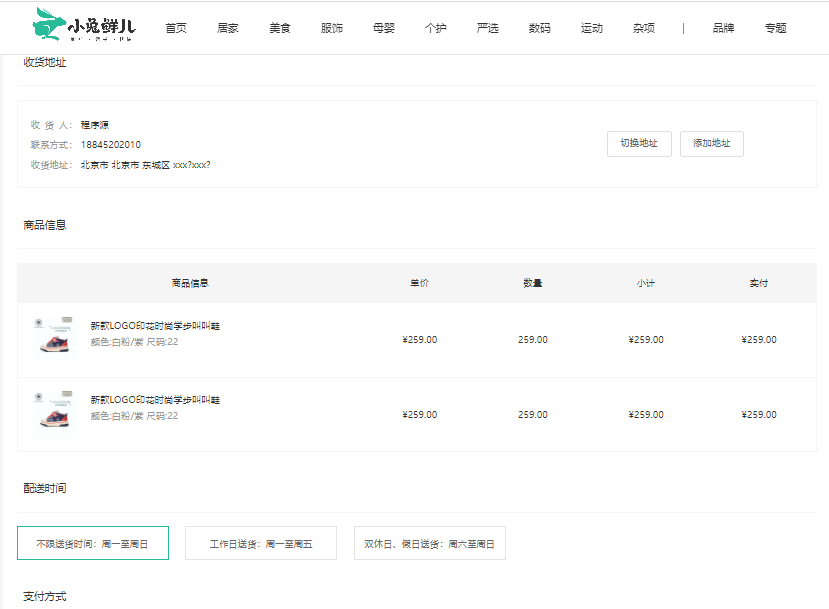 小兔鲜儿 首页 居家 美食 服饰 母婴 个护 严选 数码 运动 杂项 | 品牌 专题
收货地址
收 货 人： 程序源
联系方式： 18845202010
收货地址： 北京市 北京市 东城区 xxx?xxx?
切换地址 添加地址
商品信息
商品信息 单价 数量 小计 实付
新款LOGO印花时尚学步叫叫鞋
颜色:白粉/紫 尺码:22
¥259.00 259.00 ¥259.00 ¥259.00
新款LOGO印花时尚学步叫叫鞋
颜色:白粉/紫 尺码:22
¥259.00 259.00 ¥259.00 ¥259.00
配送时间
不限送货时间：周一至周日 工作日送货：周一至周五 双休日、假日送货：周六至周日
支付方式